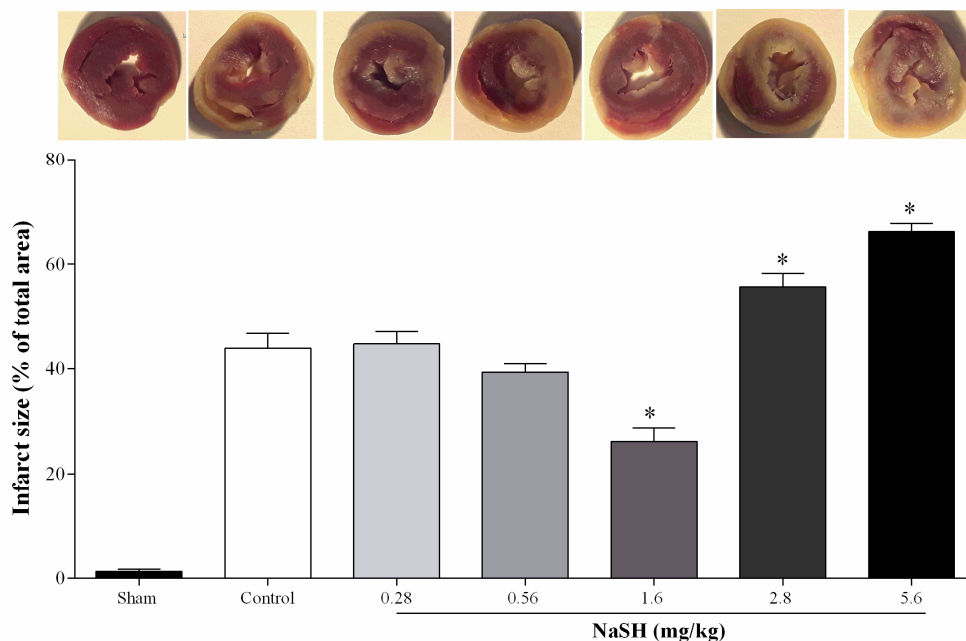 Infarct size (% of total area)
80
60
40
20
0
*
*
*
Sham Control 0.28 0.56 1.6 2.8 5.6
NaSH (mg/kg)